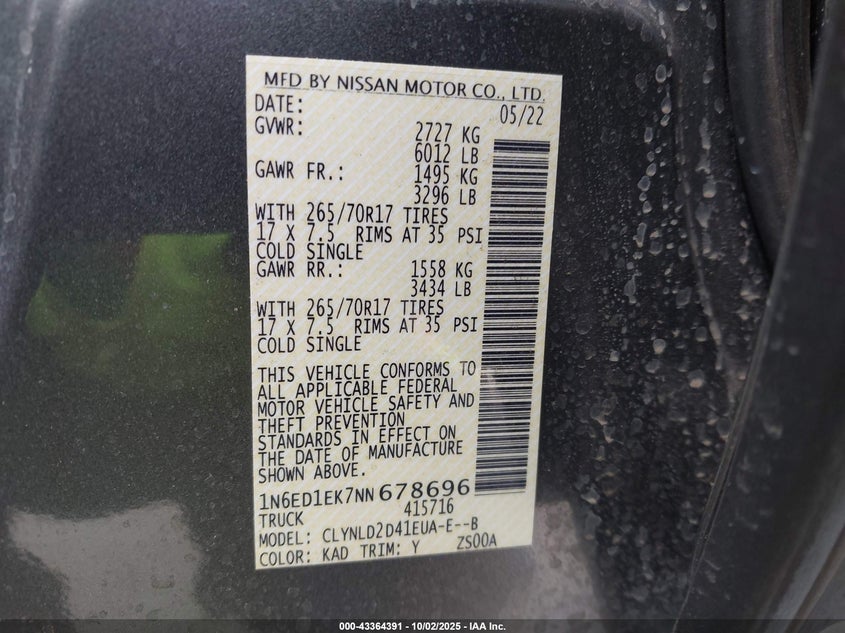 MFD BY NISSAN MOTOR CO., LTD.
DATE: 05/22
GVWR: 2727 KG
6012 LB
GAWR FR.: 1495 KG
3296 LB
WITH 265/70R17 TIRES
17 X 7.5 RIMS AT 35 PSI
COLD SINGLE
GAWR RR.: 1558 KG
3434 LB
WITH 265/70R17 TIRES
17 X 7.5 RIMS AT 35 PSI
COLD SINGLE
THIS VEHICLE CONFORMS TO
ALL APPLICABLE FEDERAL
MOTOR VEHICLE SAFETY AND
THEFT PREVENTION
STANDARDS IN EFFECT ON
THE DATE OF MANUFACTURE
SHOWN ABOVE.
1N6ED1EK7NN678696
TRUCK 415716
MODEL: CLYNLD2D41EUA-E--B
COLOR: KAD TRIM: Y ZS00A
000-43364391 - 10/02/2025 - IAA Inc.